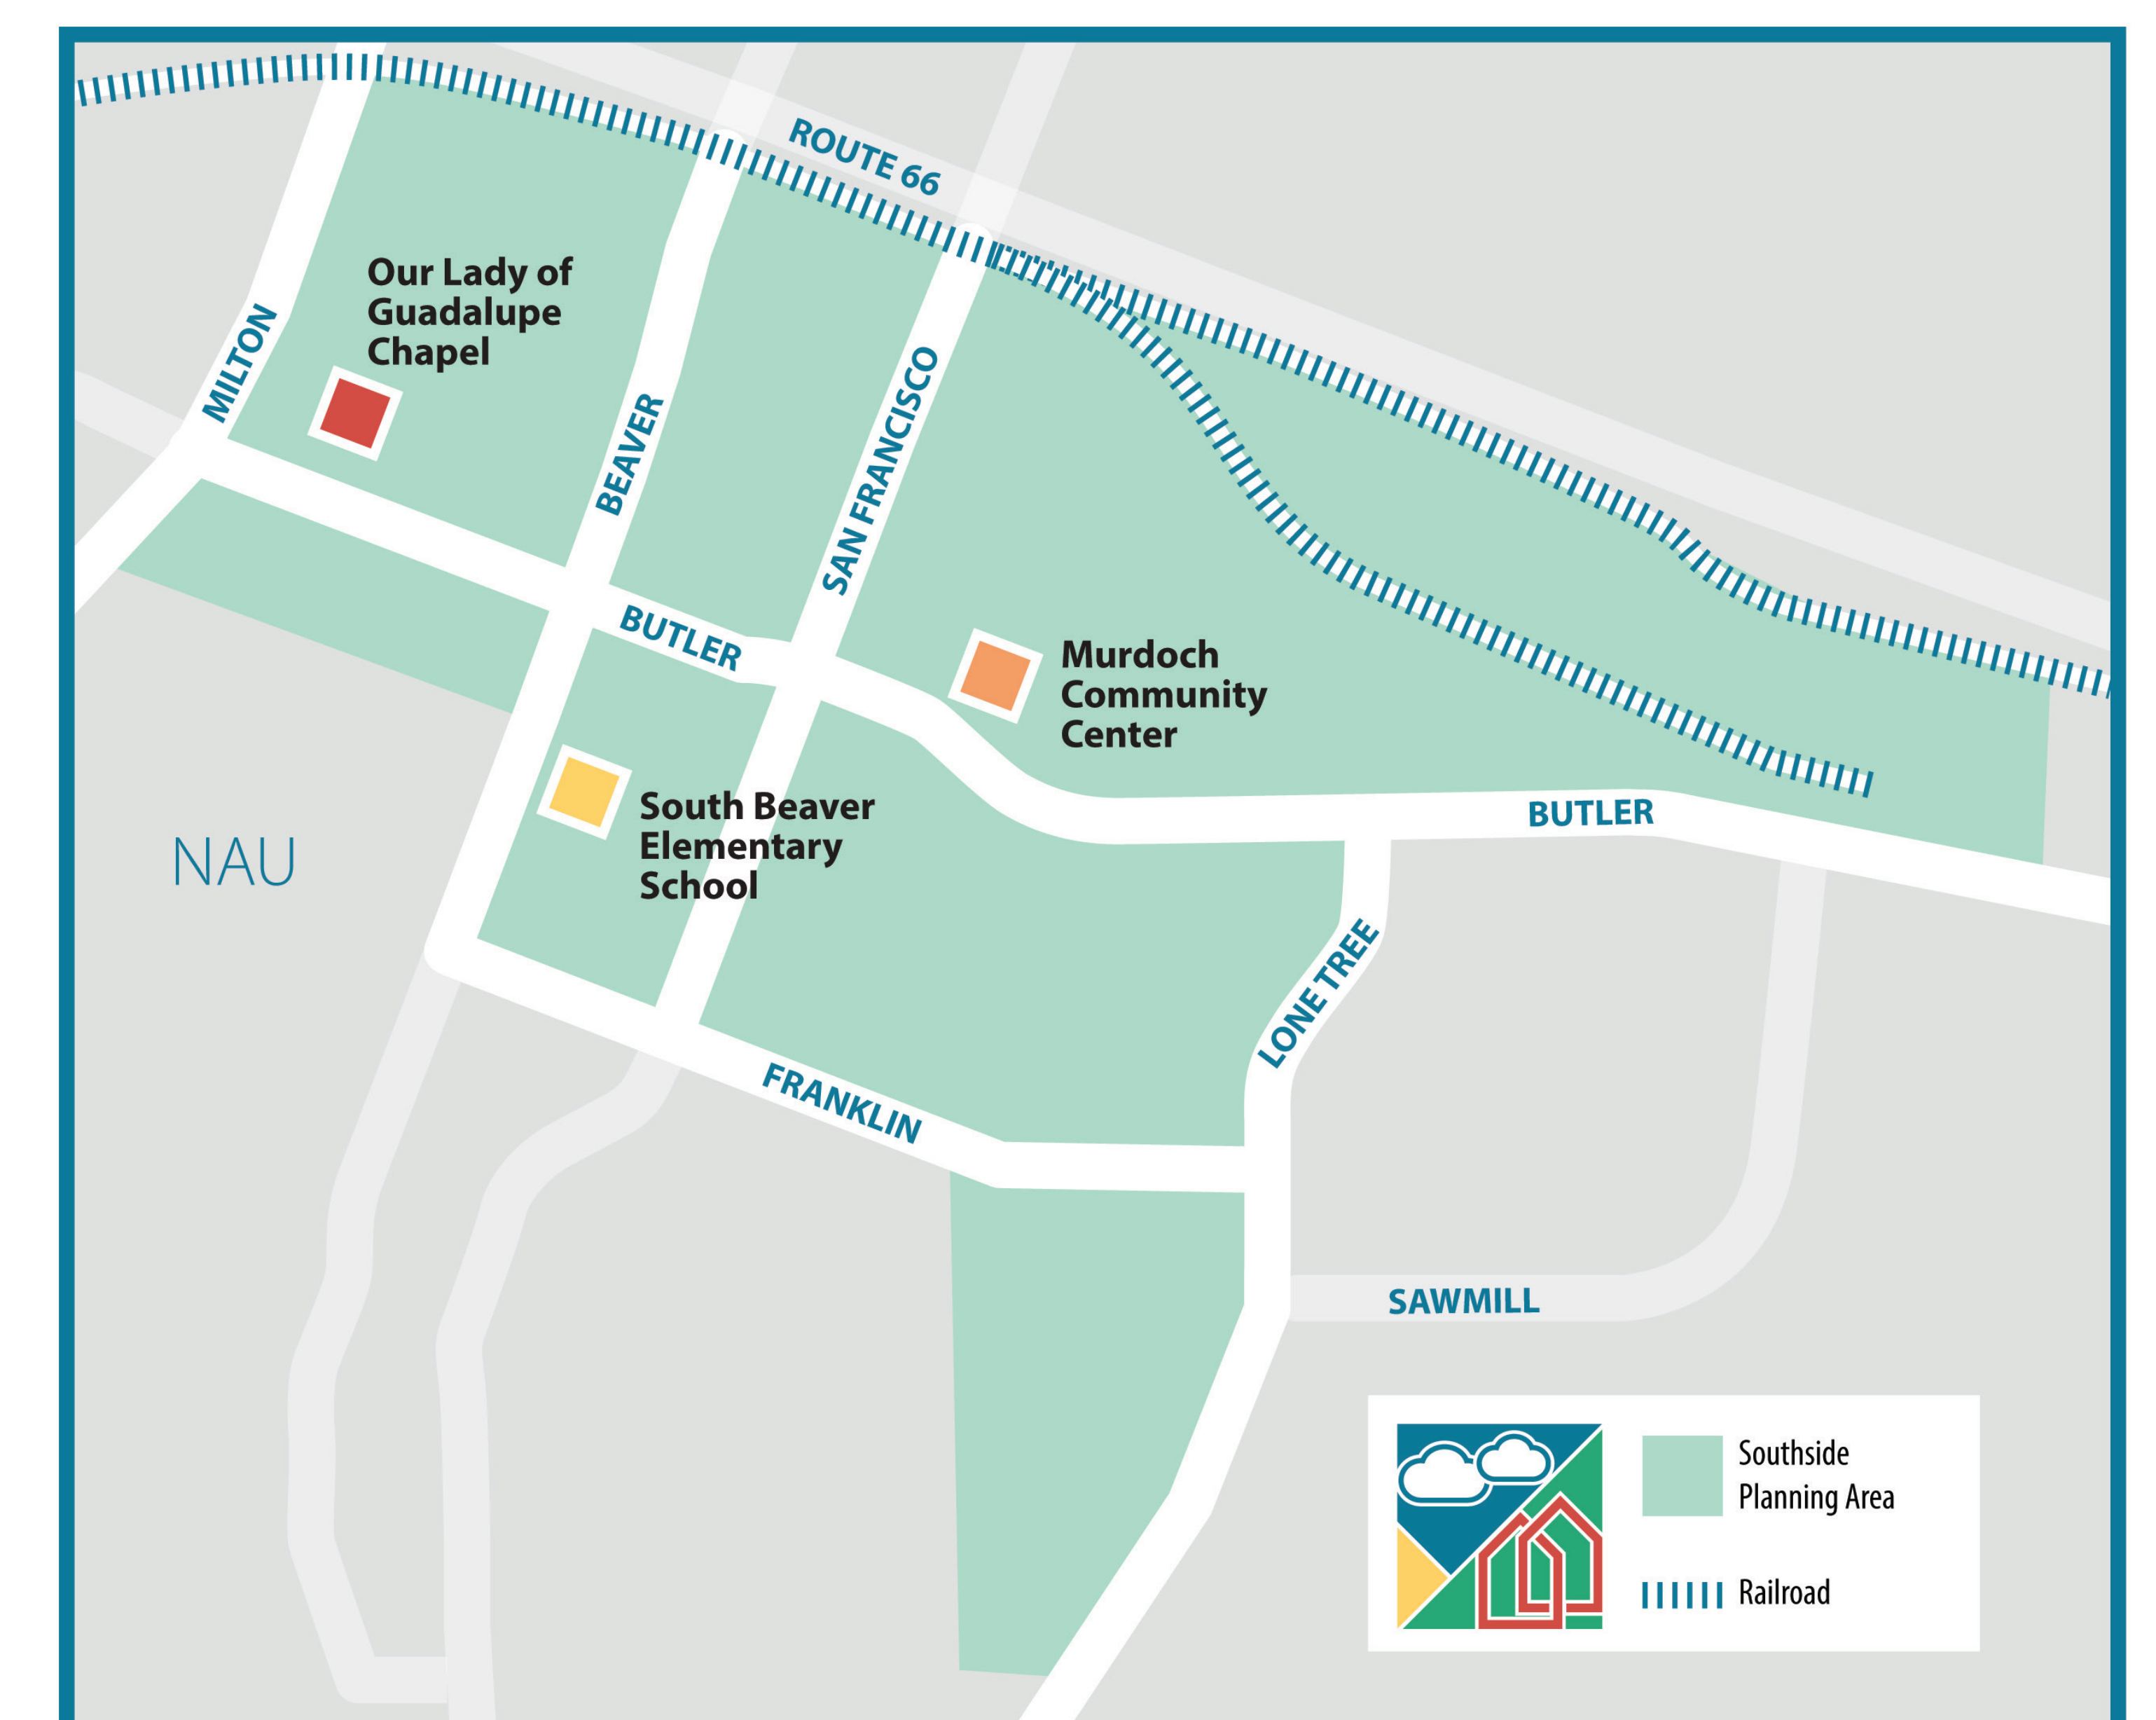 ROUTE 66
Our Lady of
Guadalupe
Chapel
MILTON
BEAVER
SAN FRANCISCO
BUTLER
Murdoch
Community
Center
South Beaver
Elementary
School
BUTLER
NAU
LONE TREE
FRANKLIN
SAWMILL
Southside
Planning Area
Railroad